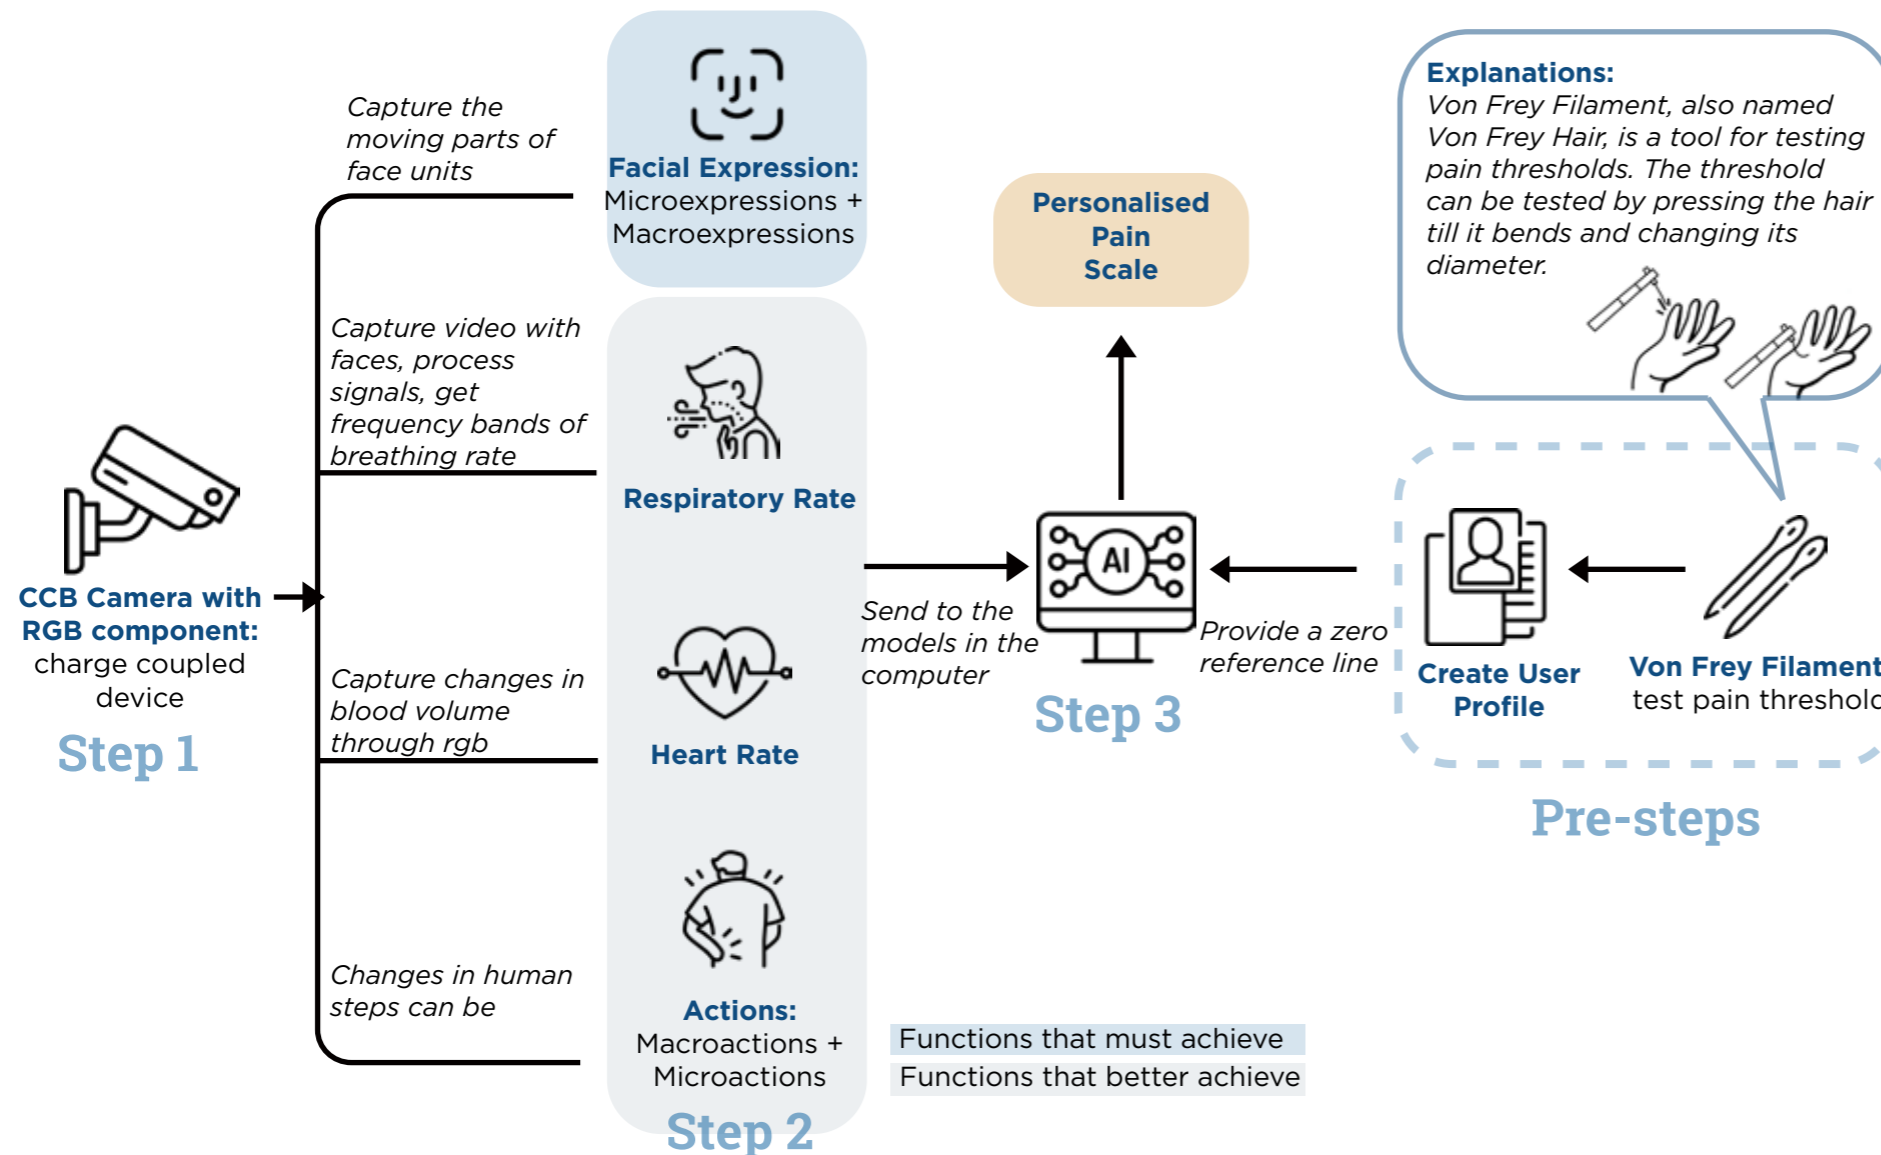 Capture the
moving parts of
face units
Capture video with
faces, process
signals, get
frequency bands of
breathing rate
CCB Camera with
RGB component:
charge coupled
device
Step 1
Capture changes in
blood volume
through rgb
Changes in human
steps can be
Facial Expression:
Microexpressions +
Macroexpressions
Respiratory Rate
Heart Rate
Actions:
Macroactions +
Microactions
Step 2
Send to the
models in the
computer
Personalised
Pain
Scale
AI
Step 3
Provide a zero
reference line
Explanations:
Von Frey Filament, also named
Von Frey Hair, is a tool for testing
pain thresholds. The threshold
can be tested by pressing the hair
till it bends and changing its
diameter.
Create User
Profile
Von Frey Filament
test pain threshold
Pre-steps
Functions that must achieve
Functions that better achieve